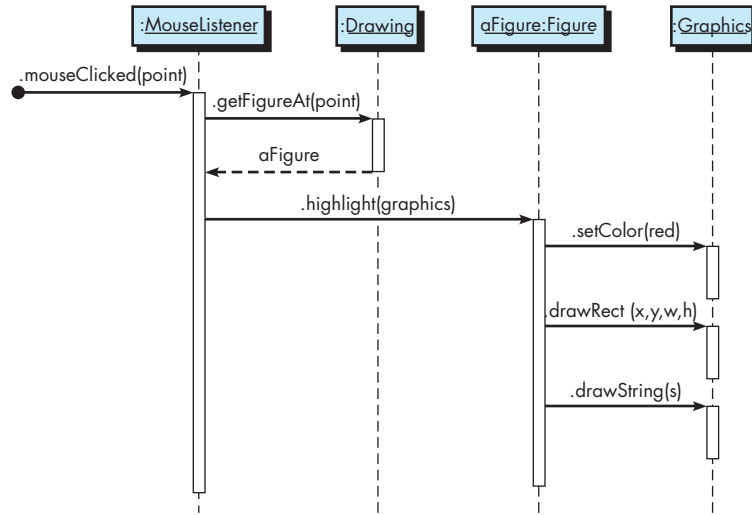 :MouseListener
:Drawing
aFigure:Figure
:Graphics
.mouseClicked(point)
.getFigureAt(point)
aFigure
.highlight(graphics)
.setColor(red)
.drawRect (x,y,w,h)
.drawString(s)